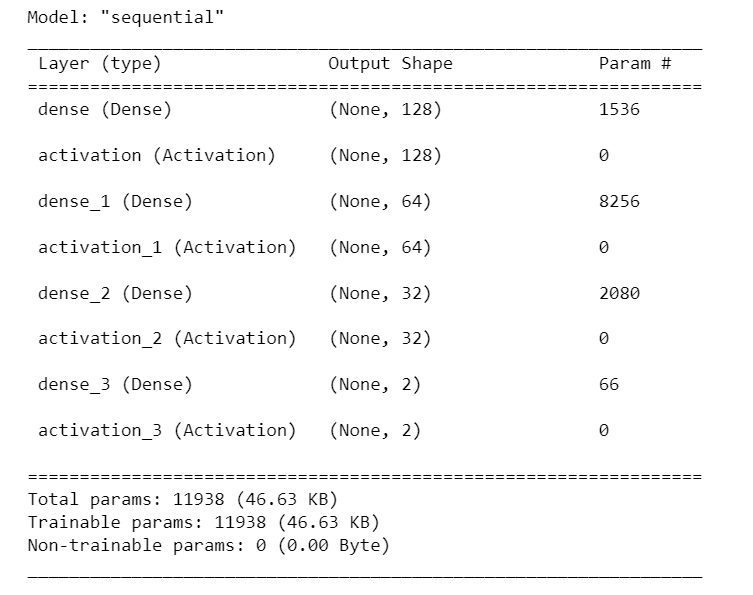 Model: "sequential"
Layer (type) Output Shape Param #
dense (Dense) (None, 128) 1536
activation (Activation) (None, 128) 0
dense_1 (Dense) (None, 64) 8256
activation_1 (Activation) (None, 64) 0
dense_2 (Dense) (None, 32) 2080
activation_2 (Activation) (None, 32) 0
dense_3 (Dense) (None, 2) 66
activation_3 (Activation) (None, 2) 0
Total params: 11938 (46.63 KB)
Trainable params: 11938 (46.63 KB)
Non-trainable params: 0 (0.00 Byte)